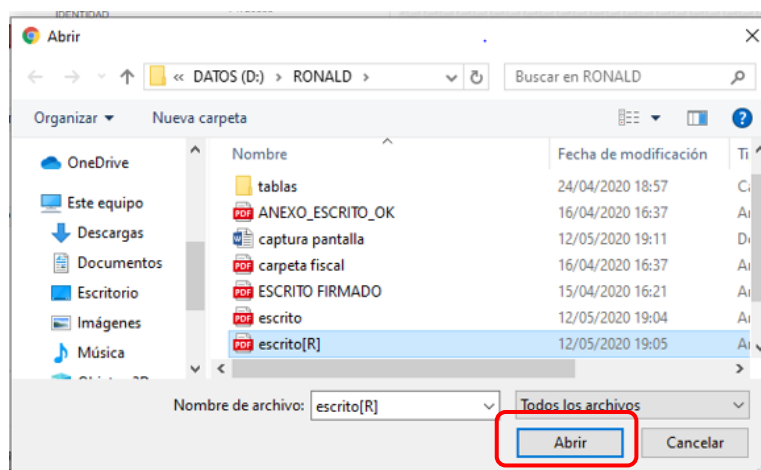 IDENTIDAD
Abrir
« DATOS (D:) > RONALD >
Buscar en RONALD
Organizar
Nueva carpeta
Nombre
Fecha de modificación
OneDrive
Este equipo
Descargas
Documentos
Escritorio
Imágenes
Música
tablas 24/04/2020 18:57
ANEXO_ESCRITO_OK 16/04/2020 16:37
captura pantalla 12/05/2020 19:11
carpeta fiscal 16/04/2020 16:37
ESCRITO FIRMADO 15/04/2020 16:21
escrito 12/05/2020 19:04
escrito[R] 12/05/2020 19:05
Nombre de archivo: escrito[R]
Todos los archivos
Abrir
Cancelar